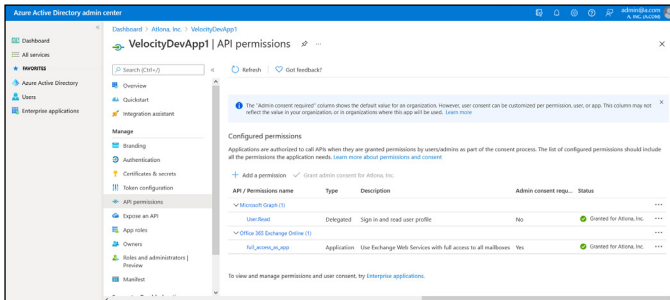 Azure Active Directory admin center
admin@a.com
A, INC. (A.COM)
Dashboard > Atlona, Inc. > VelocityDevApp1
VelocityDevApp1 | API permissions
Dashboard
All services
FAVORITES
Azure Active Directory
Users
Enterprise applications
Search (Ctrl+/)
Overview
Quickstart
Integration assistant
Manage
Branding
Authentication
Certificates & secrets
Token configuration
API permissions
Expose an API
App roles
Owners
Roles and administrators | Preview
Manifest
Refresh
Got feedback?
The "Admin consent required" column shows the default value for an organization. However, user consent can be customized per permission, user, or app. This column may not
reflect the value in your organization, or in organizations where this app will be used. Learn more
Configured permissions
Applications are authorized to call APIs when they are granted permissions by users/admins as part of the consent process. The list of configured permissions should include
all the permissions the application needs. Learn more about permissions and consent
Add a permission Grant admin consent for Atlona, Inc.
API / Permissions name Type Description Admin consent requ... Status
Microsoft Graph (1)
User.Read Delegated Sign in and read user profile No Granted for Atlona, Inc.
Office 365 Exchange Online (1)
full_access_as_app Application Use Exchange Web Services with full access to all mailboxes Yes Granted for Atlona, Inc.
To view and manage permissions and user consent, try Enterprise applications.